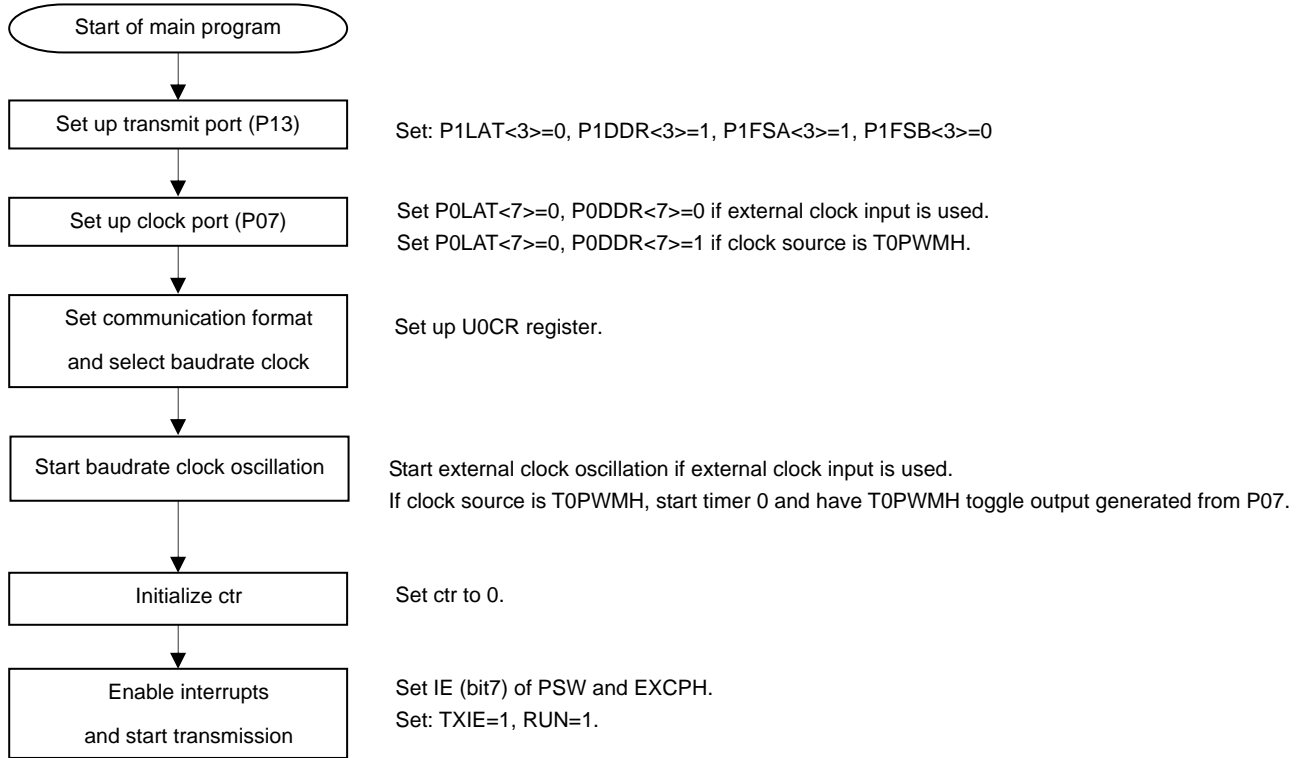 Start of main program
Set up transmit port (P13)
Set: P1LAT<3>=0, P1DDR<3>=1, P1FSA<3>=1, P1FSB<3>=0
Set up clock port (P07)
Set P0LAT<7>=0, P0DDR<7>=0 if external clock input is used.
Set P0LAT<7>=0, P0DDR<7>=1 if clock source is T0PWMH.
Set communication format
and select baudrate clock
Set up U0CR register.
Start baudrate clock oscillation
Start external clock oscillation if external clock input is used.
If clock source is T0PWMH, start timer 0 and have T0PWMH toggle output generated from P07.
Initialize ctr
Set ctr to 0.
Enable interrupts
and start transmission
Set IE (bit7) of PSW and EXCPH.
Set: TXIE=1, RUN=1.